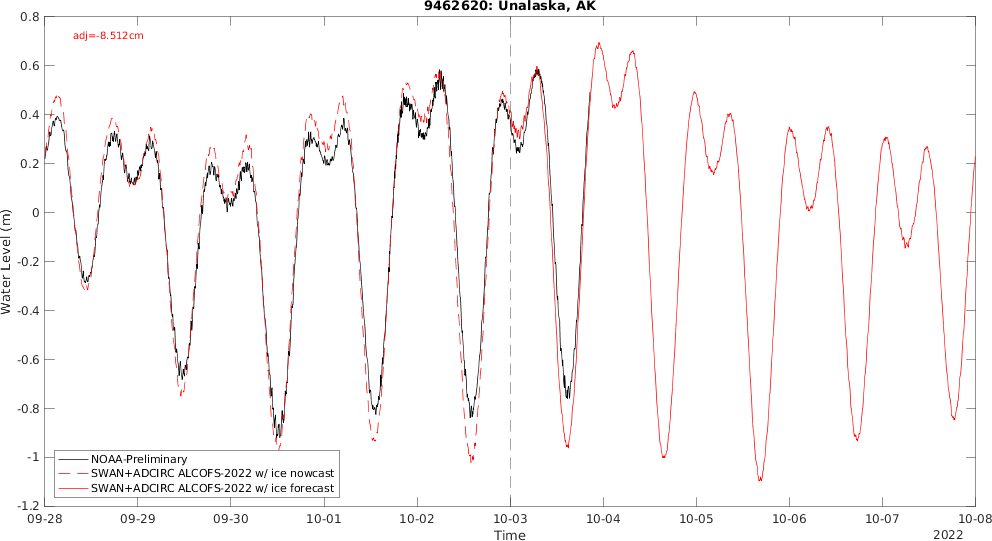 9462620: Unalaska, AK
adj=-8.512cm
0.8
0.6
0.4
0.2
0
-0.2
-0.4
-0.6
-0.8
-1
-1.2
Water Level (m)
NOAA-Preliminary
SWAN+ADCIRC ALCOFS-2022 w/ ice nowcast
SWAN+ADCIRC ALCOFS-2022 w/ ice forecast
09-28 09-29 09-30 10-01 10-02 10-03 10-04 10-05 10-06 10-07 10-08
Time
2022